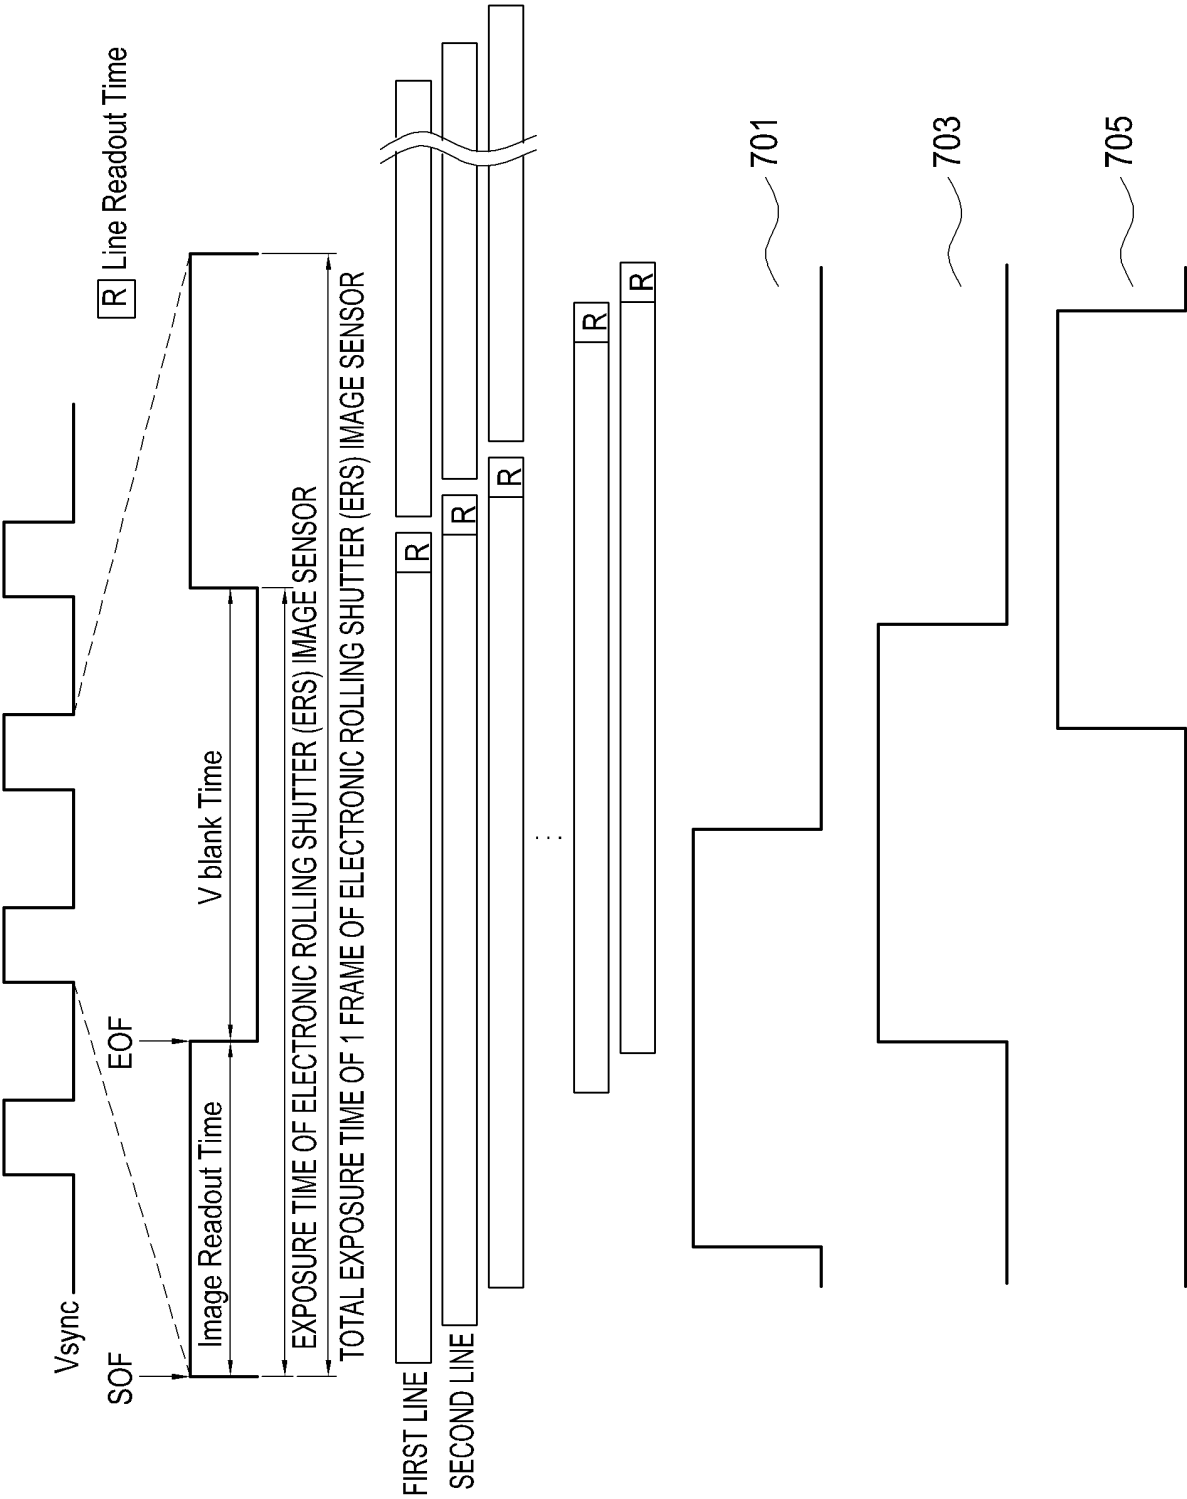 Vsync
R Line Readout Time
SOF
EOF
Image Readout Time
V blank Time
EXPOSURE TIME OF ELECTRONIC ROLLING SHUTTER (ERS) IMAGE SENSOR
TOTAL EXPOSURE TIME OF 1 FRAME OF ELECTRONIC ROLLING SHUTTER (ERS) IMAGE SENSOR
FIRST LINE
R
SECOND LINE
R
R
...
R
R
701
703
705